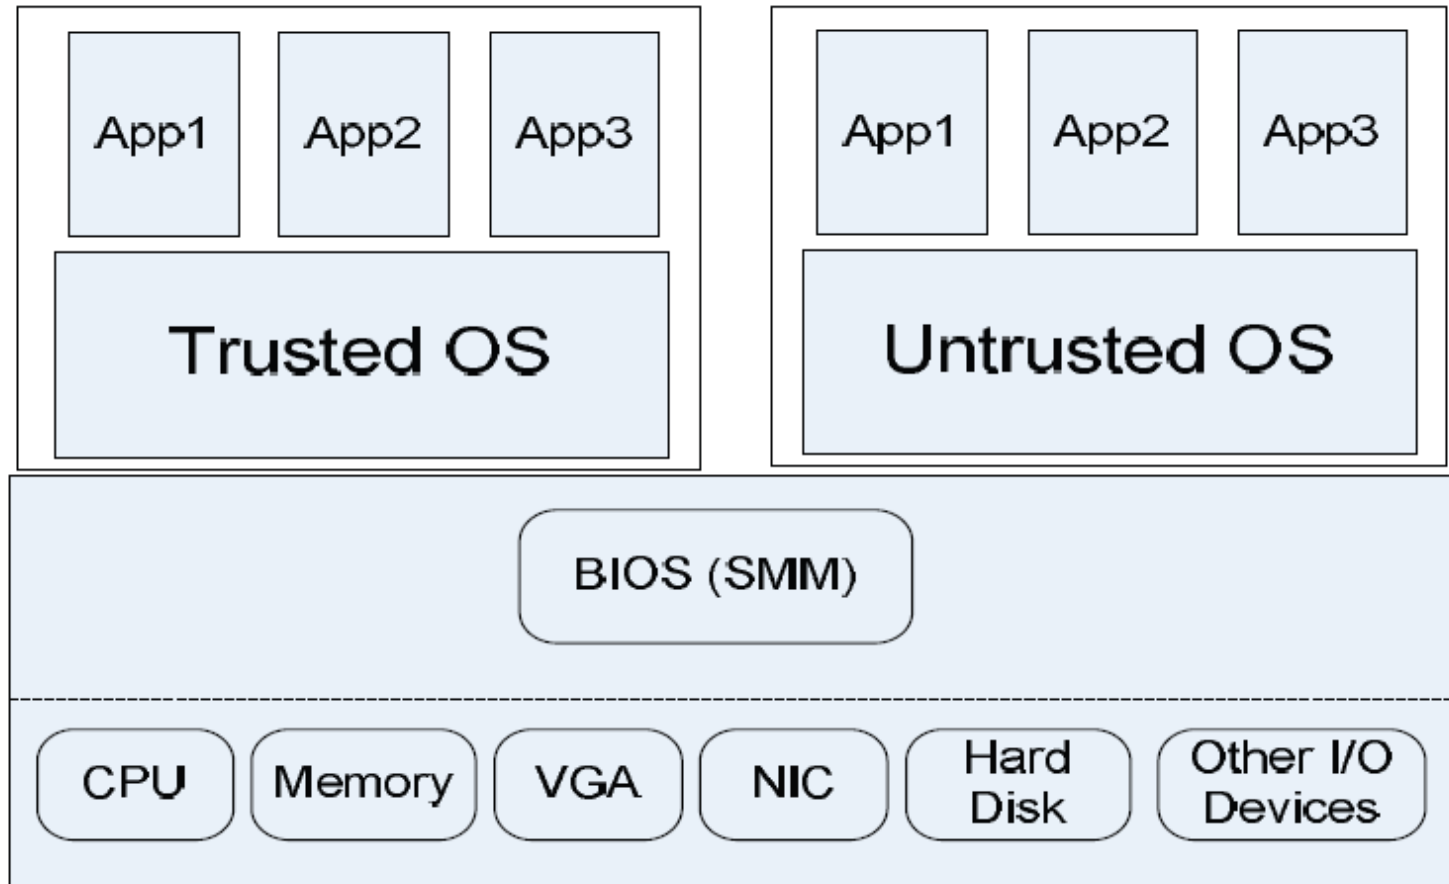 App1 App2 App3
App1 App2 App3
Trusted OS
Untrusted OS
BIOS (SMM)
CPU
Memory
VGA
NIC
Hard
Disk
Other I/O
Devices